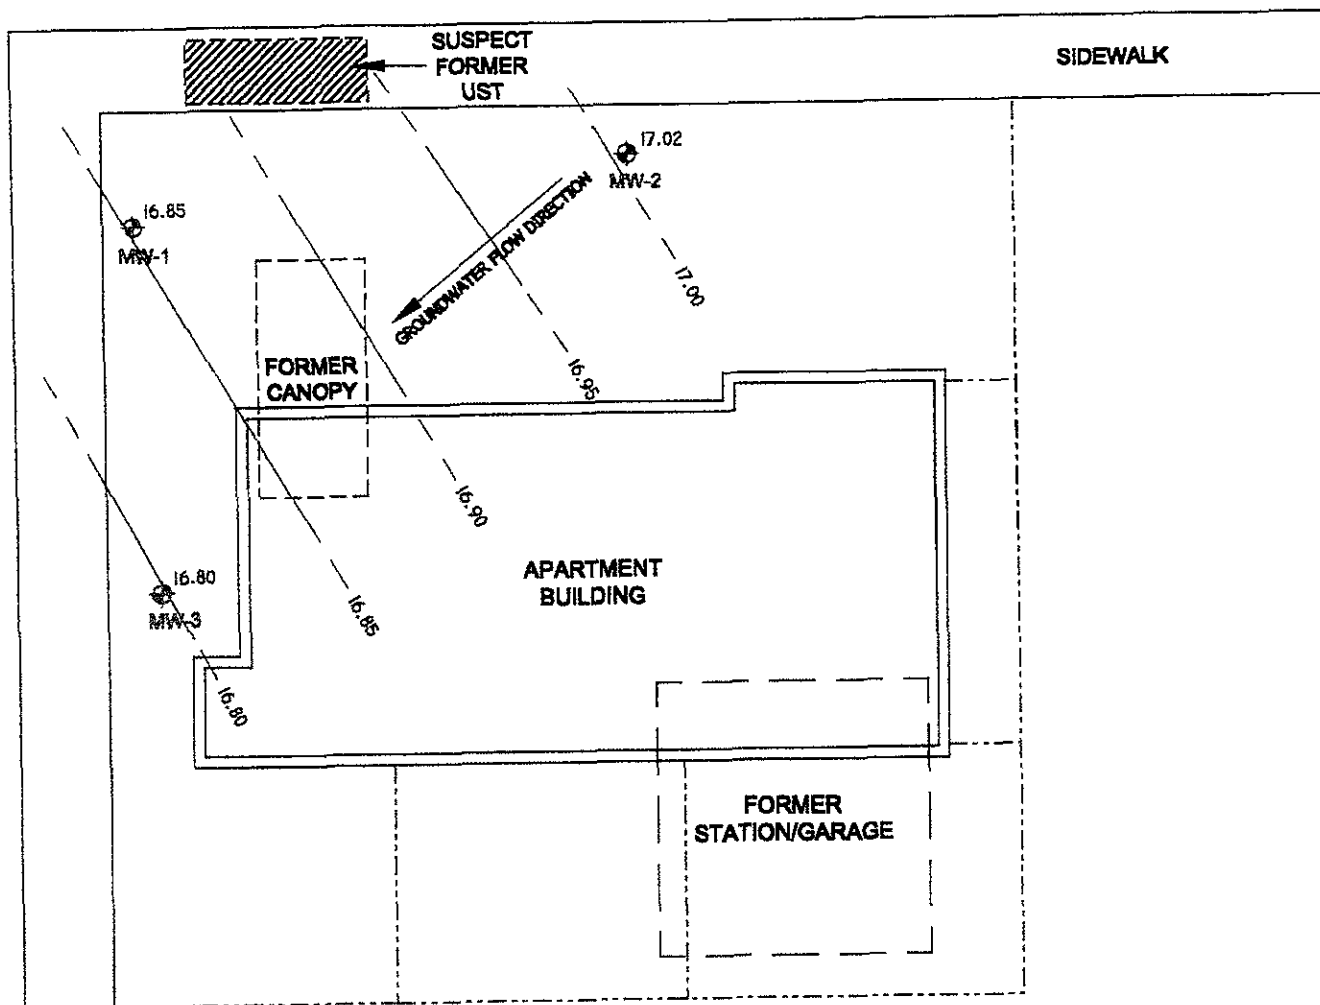 SUSPECT
FORMER
UST
SIDEWALK
17.02
MW-2
16.85
MW-1
GROUNDWATER FLOW DIRECTION
17.00
FORMER
CANOPY
16.95
16.90
APARTMENT
BUILDING
16.80
MW-3
16.85
16.80
FORMER
STATION/GARAGE